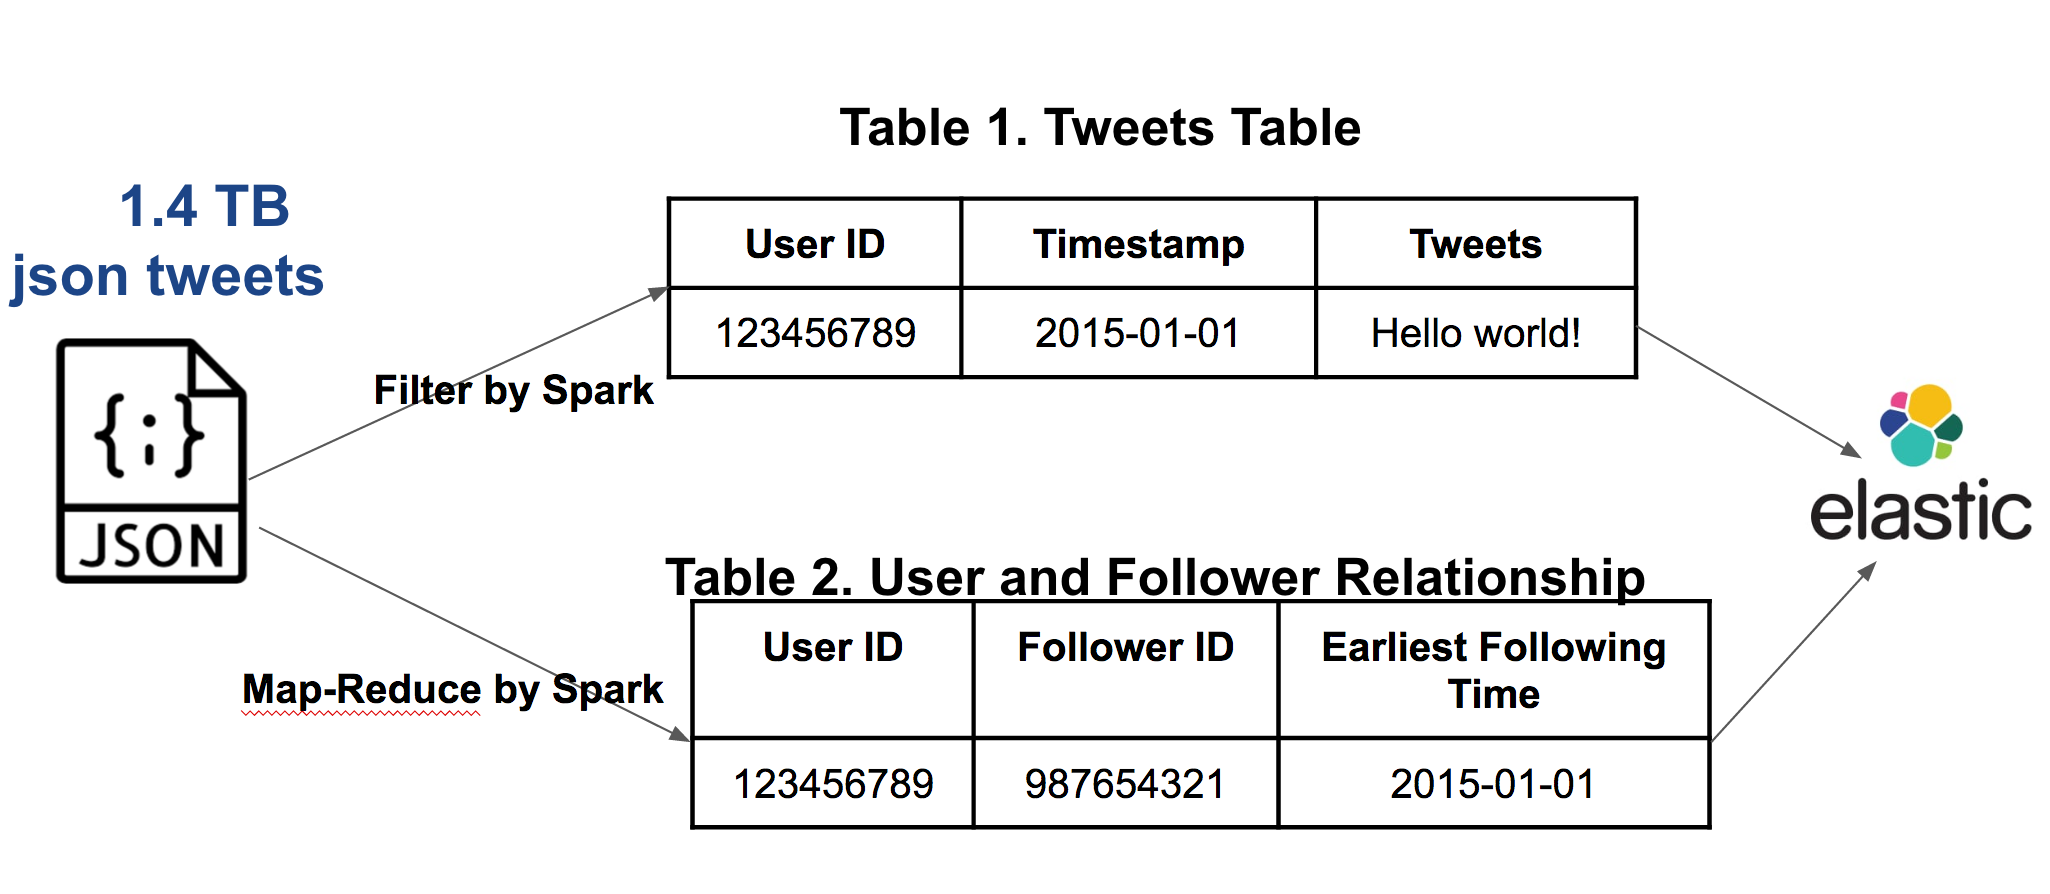 1.4 TB
json tweets
{;}
JSON
Filter by Spark
Map-Reduce by Spark
Table 1. Tweets Table
User ID Timestamp Tweets
123456789 2015-01-01 Hello world!
Table 2. User and Follower Relationship
User ID Follower ID Earliest Following
Time
123456789 987654321 2015-01-01
elastic